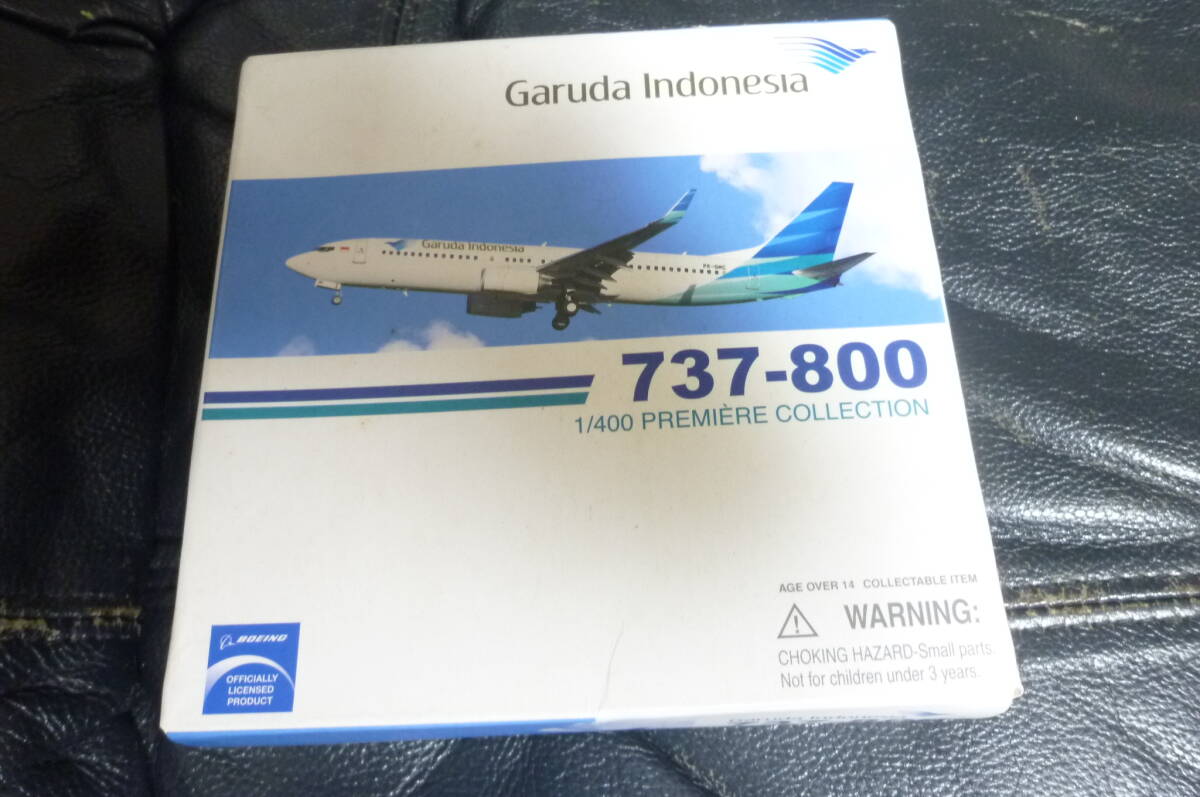 Garuda Indonesia
Garuda Indonesia
737-800
1/400 PREMIÈRE COLLECTION
AGE OVER 14 COLLECTABLE ITEM
WARNING:
CHOKING HAZARD-Small parts.
Not for children under 3 years.
BOEING
OFFICIALLY
LICENSED
PRODUCT